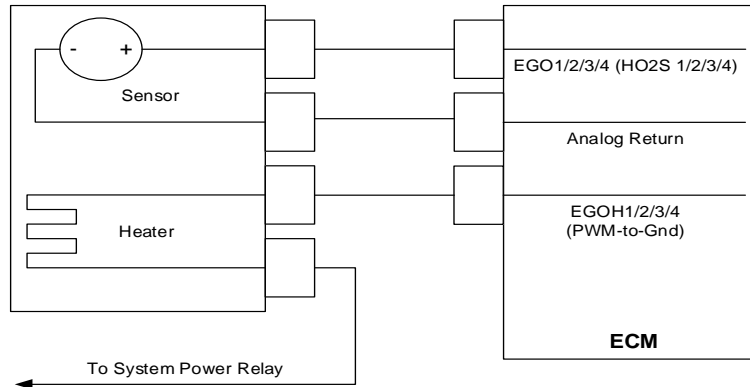 - +
Sensor
Heater
To System Power Relay
EGO1/2/3/4 (HO2S 1/2/3/4)
Analog Return
EGOH1/2/3/4
(PWM-to-Gnd)
ECM